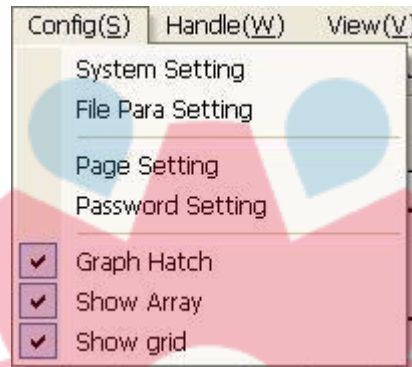 Config(S) Handle(W) View(V)
System Setting
File Para Setting
Page Setting
Password Setting
Graph Hatch
Show Array
Show grid